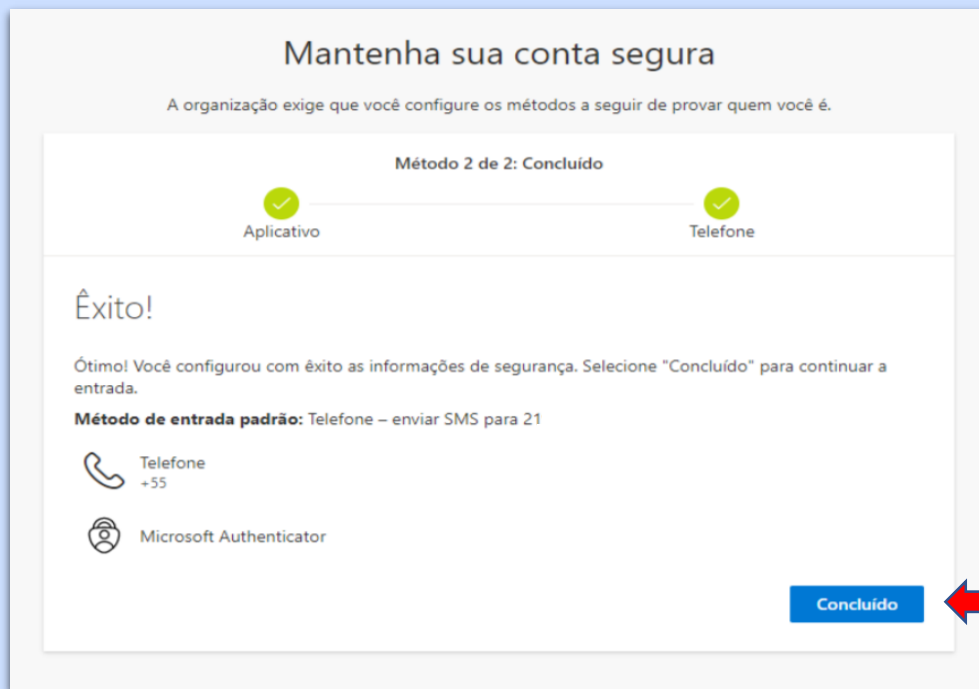 Mantenha sua conta segura
A organização exige que você configure os métodos a seguir de provar quem você é.
Método 2 de 2: Concluído
Aplicativo
Telefone
Êxito!
Ótimo! Você configurou com êxito as informações de segurança. Selecione "Concluído" para continuar a
entrada.
Método de entrada padrão: Telefone – enviar SMS para 21
Telefone
+55
Microsoft Authenticator
Concluído